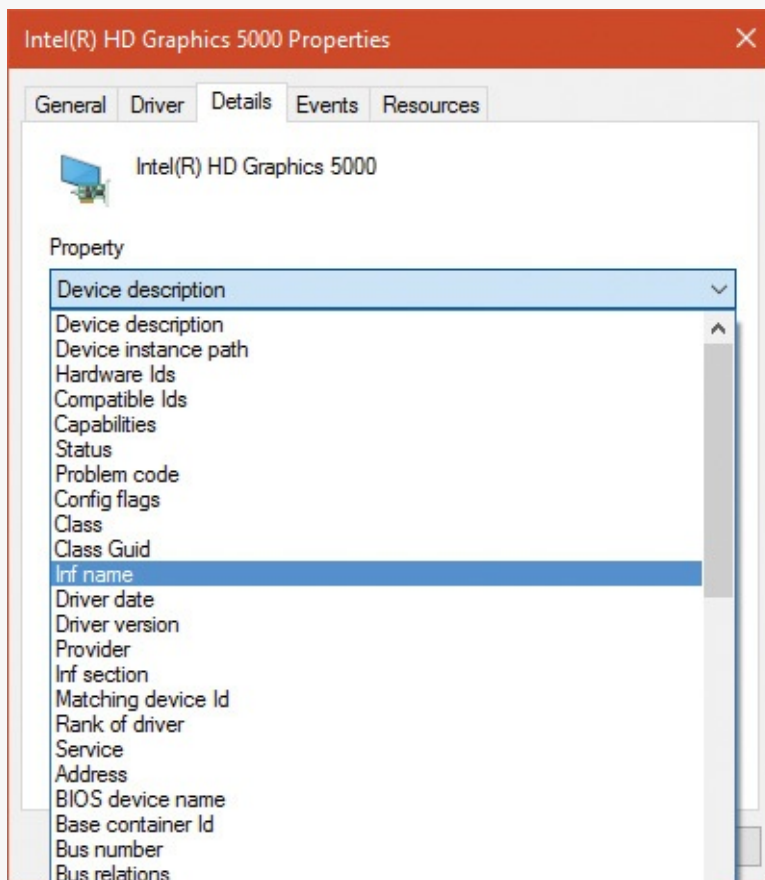 Intel(R) HD Graphics 5000 Properties
General Driver Details Events Resources
Intel(R) HD Graphics 5000
Property
Device description
Device description
Device instance path
Hardware Ids
Compatible Ids
Capabilities
Status
Problem code
Config flags
Class
Class Guid
Inf name
Driver date
Driver version
Provider
Inf section
Matching device Id
Rank of driver
Service
Address
BIOS device name
Base container Id
Bus number
Bus relations